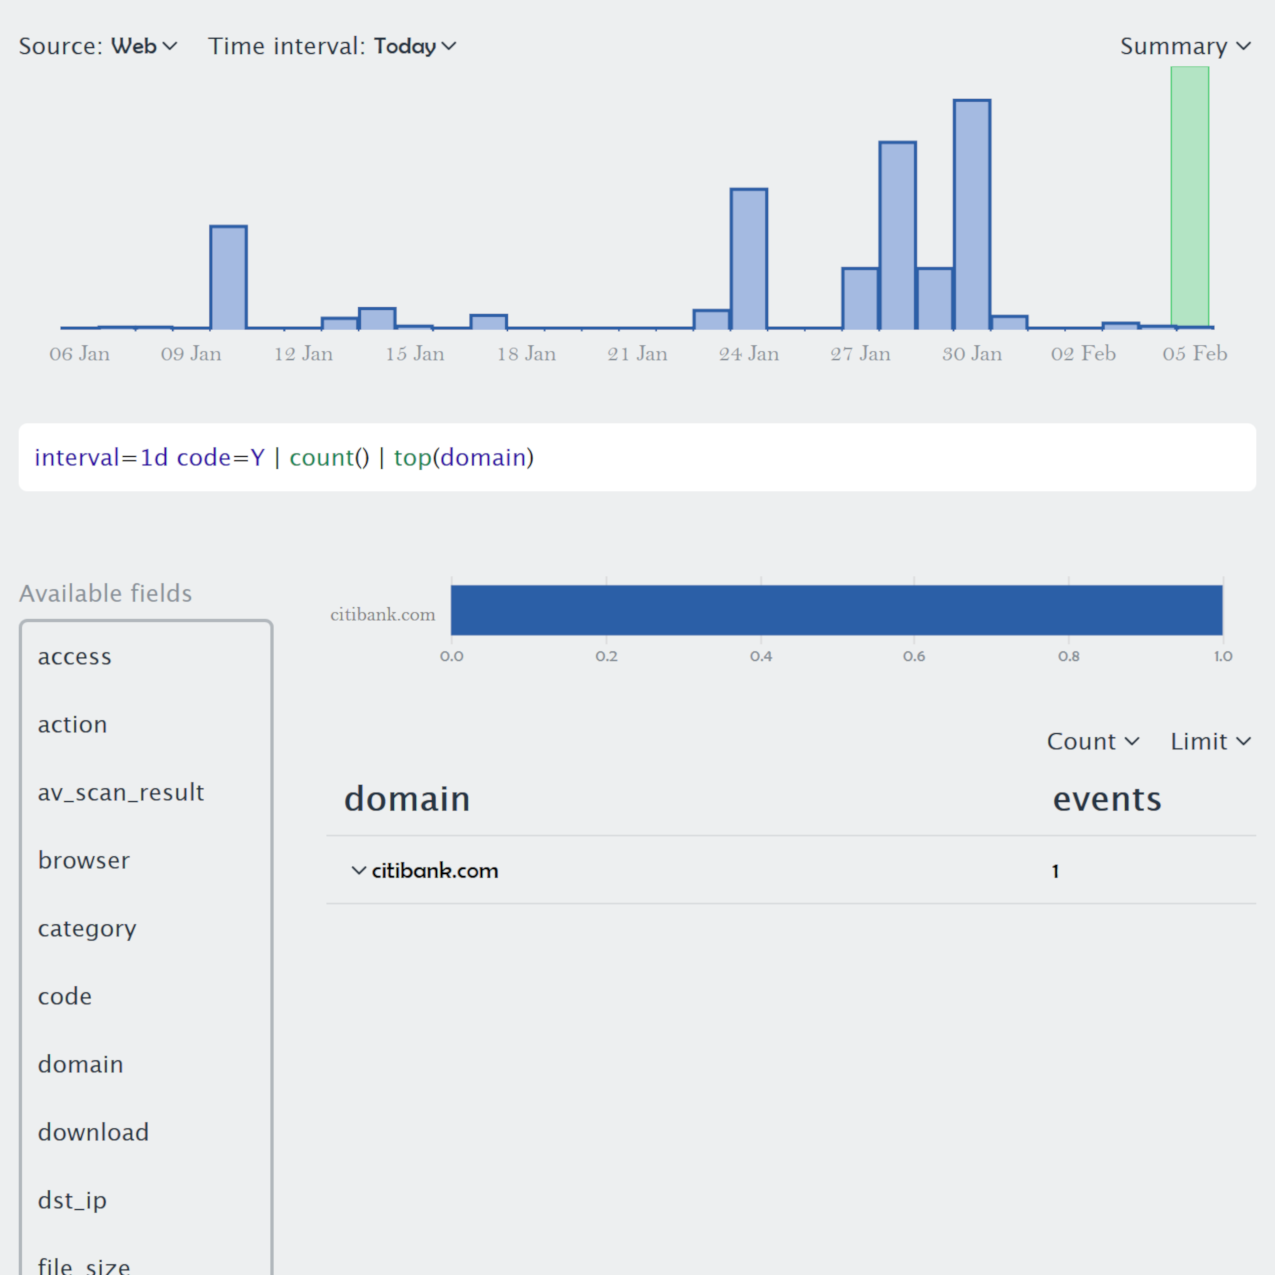 Source: Web Time interval: Today Summary
06 Jan 09 Jan 12 Jan 15 Jan 18 Jan 21 Jan 24 Jan 27 Jan 30 Jan 02 Feb 05 Feb
interval=1d code=Y | count() | top(domain)
Available fields
access
action
av_scan_result
browser
category
code
domain
download
dst_ip
file_size
citibank.com
0.0 0.2 0.4 0.6 0.8 1.0
Count Limit
domain events
citibank.com 1